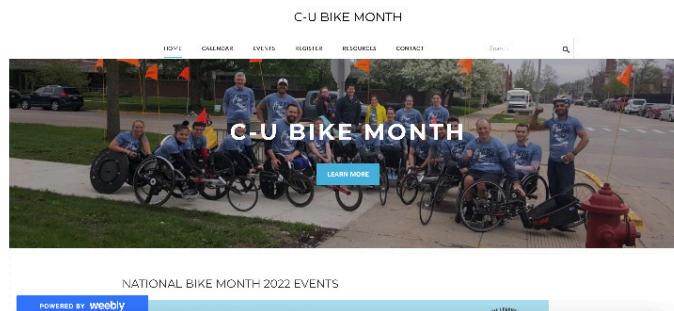 C-U BIKE MONTH
HOME CALENDAR EVENTS REGISTER RESOURCES CONTACT Search
C-U BIKE MONTH
LEARN MORE
NATIONAL BIKE MONTH 2022 EVENTS
POWERED BY weebly